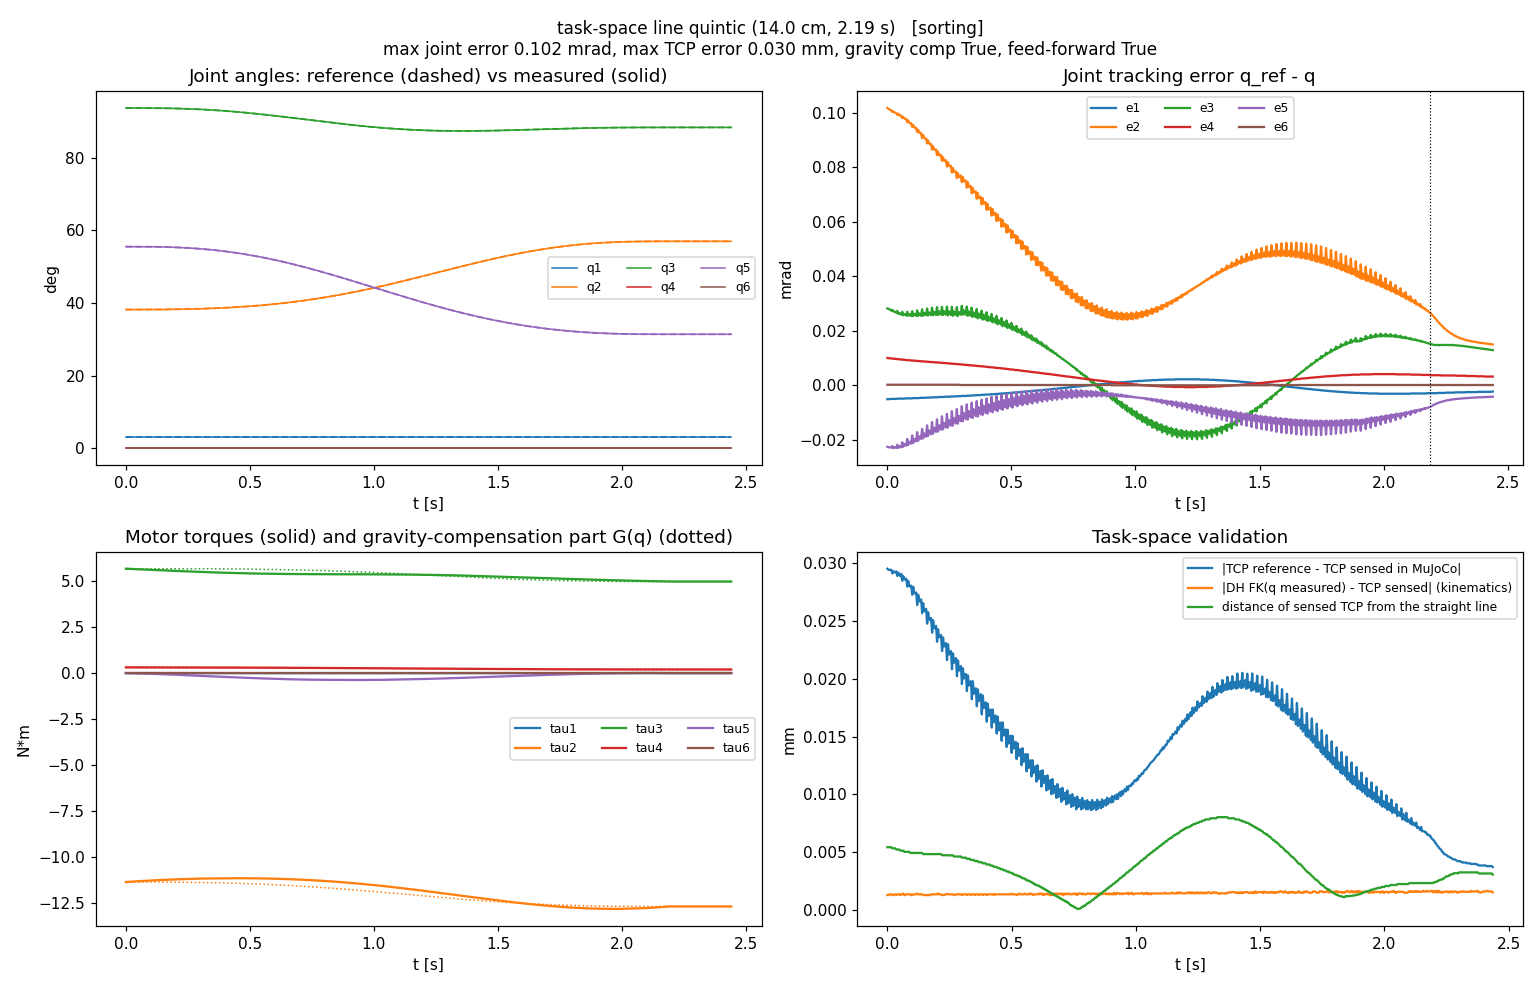 task-space line quintic (14.0 cm, 2.19 s)   [sorting]
max joint error 0.102 mrad, max TCP error 0.030 mm, gravity comp True, feed-forward True
Joint angles: reference (dashed) vs measured (solid)
deg
80
60
40
20
0
q1 q3 q5
q2 q4 q6
0.0 0.5 1.0 1.5 2.0 2.5
t [s]
Joint tracking error q_ref - q
mrad
0.10
0.08
0.06
0.04
0.02
0.00
−0.02
e1 e3 e5
e2 e4 e6
0.0 0.5 1.0 1.5 2.0 2.5
t [s]
Motor torques (solid) and gravity-compensation part G(q) (dotted)
N*m
5.0
2.5
0.0
−2.5
−5.0
−7.5
−10.0
−12.5
tau1 tau3 tau5
tau2 tau4 tau6
0.0 0.5 1.0 1.5 2.0 2.5
t [s]
Task-space validation
mm
0.030
0.025
0.020
0.015
0.010
0.005
0.000
|TCP reference - TCP sensed in MuJoCo|
|DH FK(q measured) - TCP sensed| (kinematics)
distance of sensed TCP from the straight line
0.0 0.5 1.0 1.5 2.0 2.5
t [s]